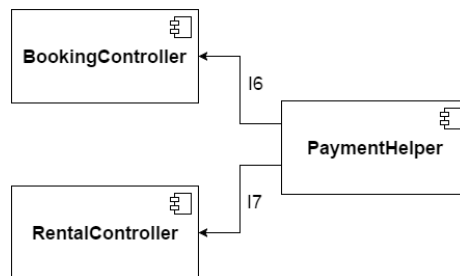 BookingController
I6
PaymentHelper
I7
RentalController